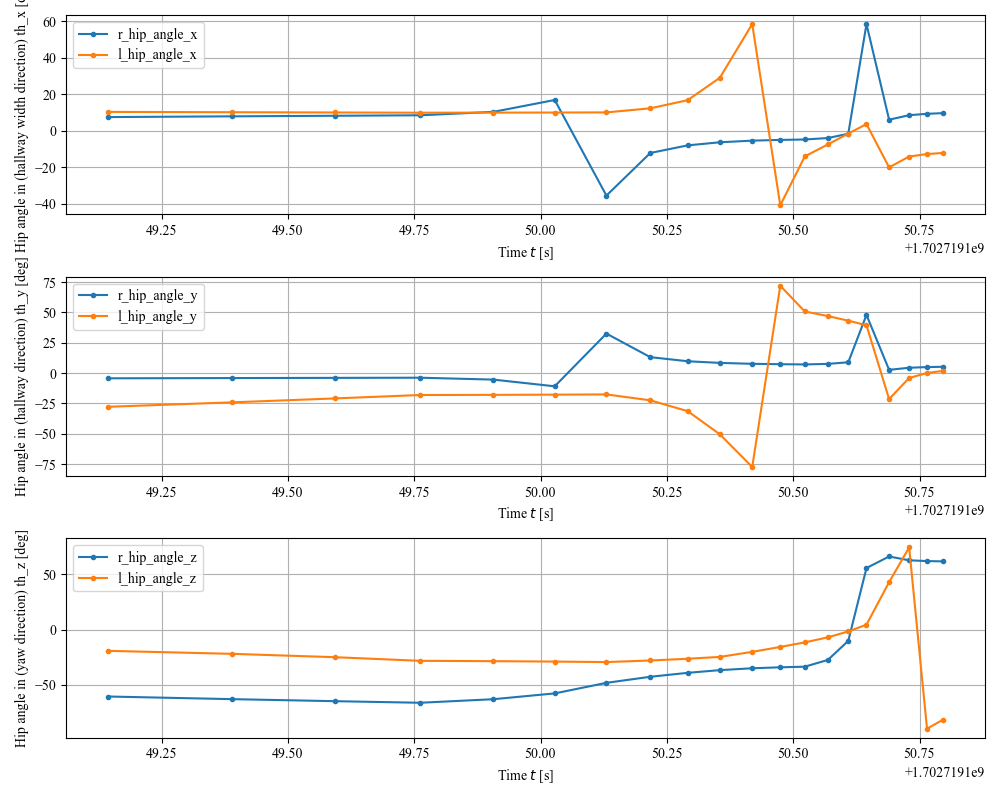 Hip angle in (hallway width direction) th_x
60
40
20
0
−20
−40
r_hip_angle_x
l_hip_angle_x
49.25 49.50 49.75 50.00 50.25 50.50 50.75
Time t [s]
+1.7027191e9
Hip angle in (hallway direction) th_y [deg]
75
50
25
0
−25
−50
−75
r_hip_angle_y
l_hip_angle_y
49.25 49.50 49.75 50.00 50.25 50.50 50.75
Time t [s]
+1.7027191e9
Hip angle in (yaw direction) th_z [deg]
50
0
−50
r_hip_angle_z
l_hip_angle_z
49.25 49.50 49.75 50.00 50.25 50.50 50.75
Time t [s]
+1.7027191e9